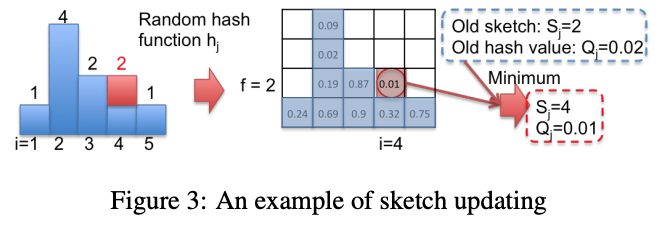 4
2
2
1
1
i=1
2
3
4
5
Random hash
function hⱼ
f = 2
0.09
0.02
0.19
0.87
0.01
0.24
0.69
0.9
0.32
0.75
i=4
Old sketch: Sⱼ=2
Old hash value: Qⱼ=0.02
Minimum
Sⱼ=4
Qⱼ=0.01
Figure 3: An example of sketch updating